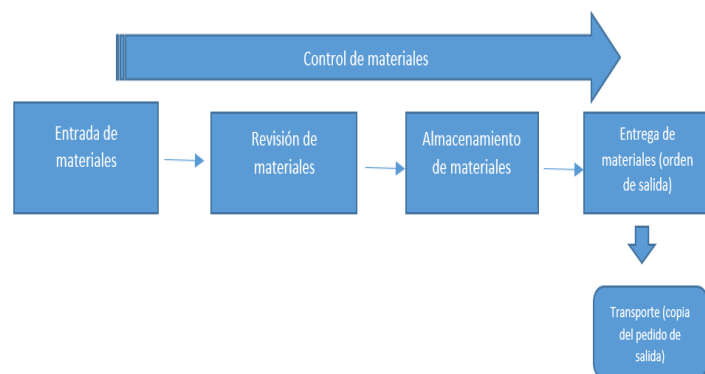 Control de materiales
Entrada de
materiales
Revisión de
materiales
Almacenamiento
de materiales
Entrega de
materiales (orden
de salida)
Transporte (copia
del pedido de
salida)